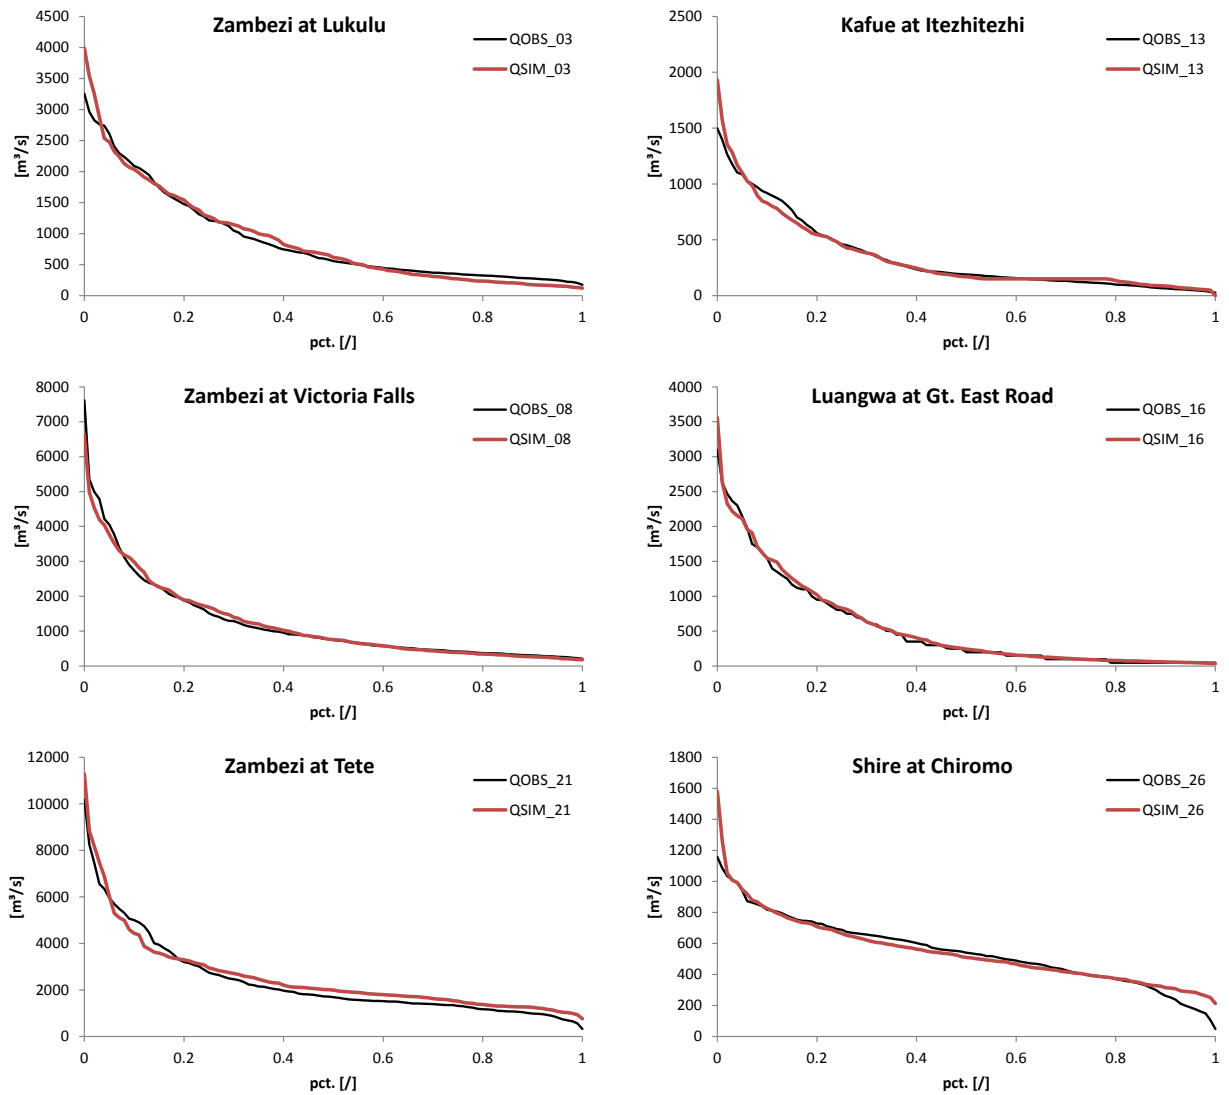 Zambezi at Lukulu
[m³/s]
4500
4000
3500
3000
2500
2000
1500
1000
500
0
QOBS_03
QSIM_03
0 0.2 0.4 0.6 0.8 1
pct. [/]
Kafue at Itezhitezhi
[m³/s]
2500
2000
1500
1000
500
0
QOBS_13
QSIM_13
0 0.2 0.4 0.6 0.8 1
pct. [/]
Zambezi at Victoria Falls
[m³/s]
8000
7000
6000
5000
4000
3000
2000
1000
0
QOBS_08
QSIM_08
0 0.2 0.4 0.6 0.8 1
pct. [/]
Luangwa at Gt. East Road
[m³/s]
4000
3500
3000
2500
2000
1500
1000
500
0
QOBS_16
QSIM_16
0 0.2 0.4 0.6 0.8 1
pct. [/]
Zambezi at Tete
[m³/s]
12000
10000
8000
6000
4000
2000
0
QOBS_21
QSIM_21
0 0.2 0.4 0.6 0.8 1
pct. [/]
Shire at Chiromo
[m³/s]
1800
1600
1400
1200
1000
800
600
400
200
0
QOBS_26
QSIM_26
0 0.2 0.4 0.6 0.8 1
pct. [/]